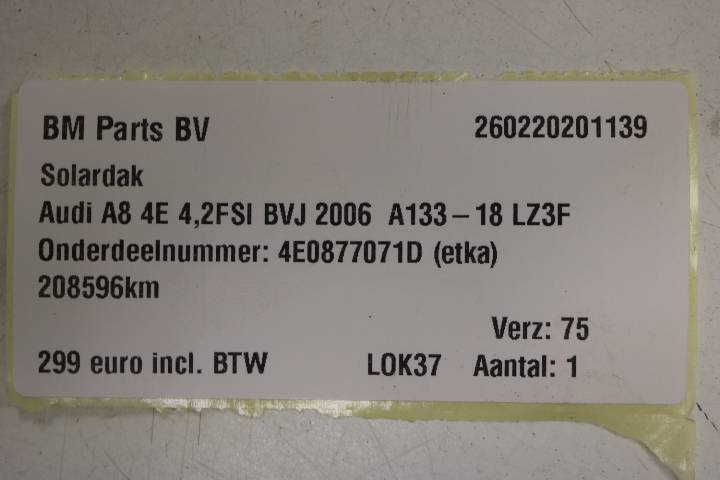 BM Parts BV 260220201139
Solardak
Audi A8 4E 4,2FSI BVJ 2006 A133-18 LZ3F
Onderdeelnummer: 4E0877071D (etka)
208596km
Verz: 75
299 euro incl. BTW LOK37 Aantal: 1